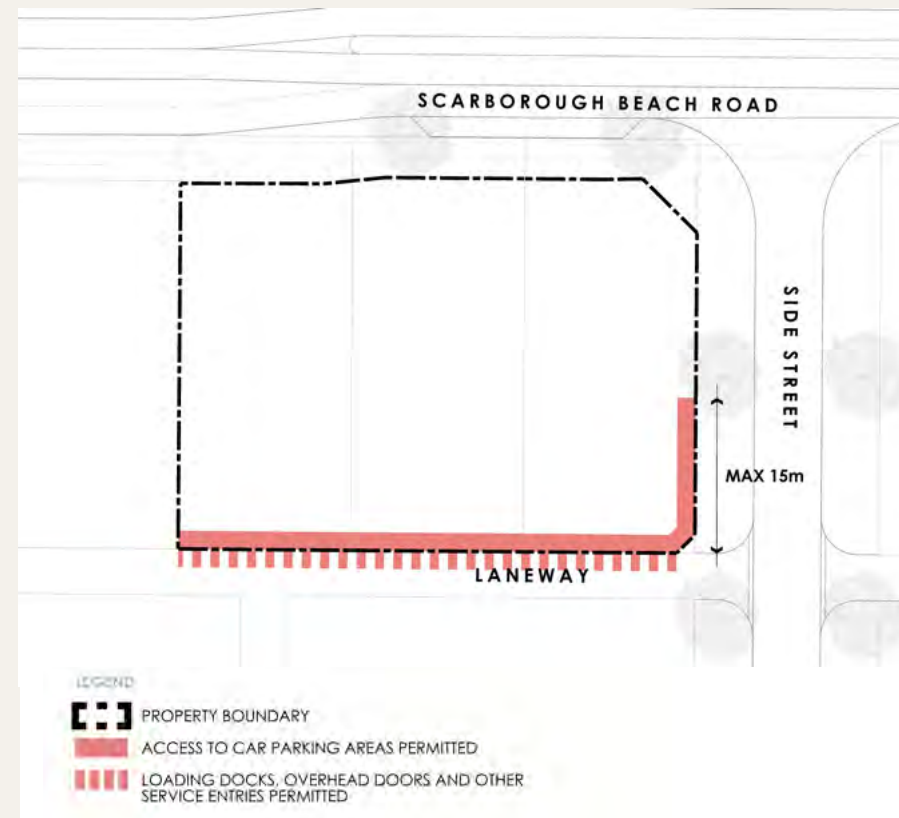 SCARBOROUGH BEACH ROAD
SIDE STREET
MAX 15m
LANEWAY
LEGEND
PROPERTY BOUNDARY
ACCESS TO CAR PARKING AREAS PERMITTED
LOADING DOCKS, OVERHEAD DOORS AND OTHER
SERVICE ENTRIES PERMITTED